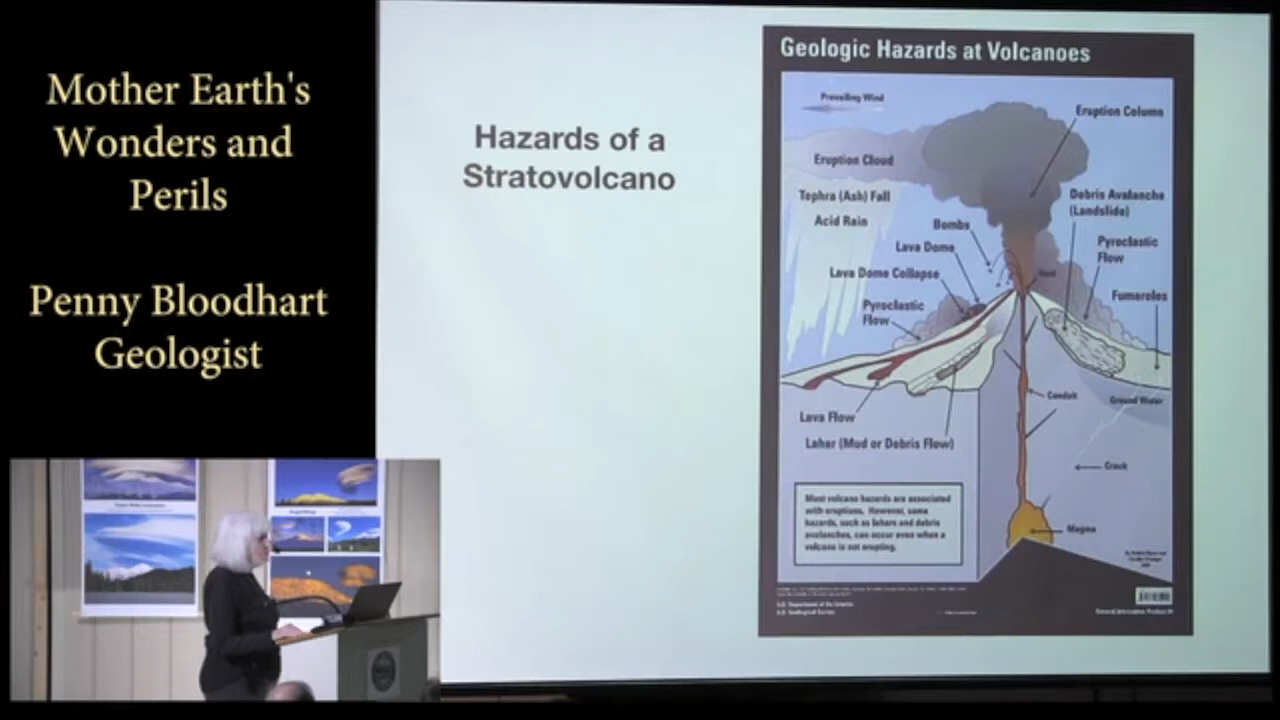 Mother Earth's
Wonders and
Perils
Penny Bloodhart
Geologist
Hazards of a
Stratovolcano
Geologic Hazards at Volcanoes
Prevailing Wind
Eruption Column
Eruption Cloud
Tephra (Ash) Fall
Acid Rain
Debris Avalanche
(Landslide)
Bombs
Lava Dome
Pyroclastic
Flow
Lava Dome Collapse
Vent
Fumaroles
Pyroclastic
Flow
Conduit
Ground Water
Lava Flow
Lahar (Mud or Debris Flow)
Crack
Most volcano hazards are associated
with eruptions. However, some
hazards, such as lahars and debris
avalanches, can occur even when a
volcano is not erupting.
Magma
U.S. Department of the Interior
U.S. Geological Survey
General Information Product